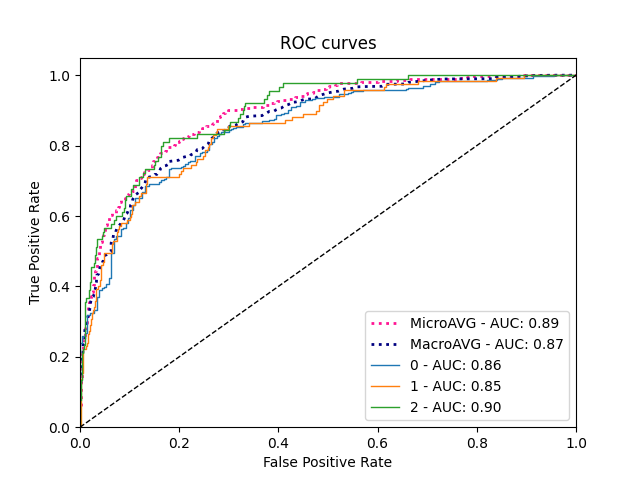 ROC curves
True Positive Rate
1.0
0.8
0.6
0.4
0.2
0.0
MicroAVG - AUC: 0.89
MacroAVG - AUC: 0.87
0 - AUC: 0.86
1 - AUC: 0.85
2 - AUC: 0.90
0.0 0.2 0.4 0.6 0.8 1.0
False Positive Rate